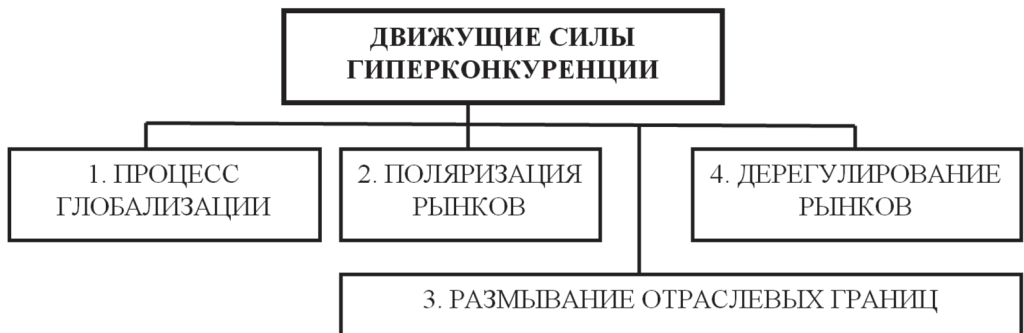 ДВИЖУЩИЕ СИЛЫ
ГИПЕРКОНКУРЕНЦИИ
1. ПРОЦЕСС
ГЛОБАЛИЗАЦИИ
2. ПОЛЯРИЗАЦИЯ
РЫНКОВ
4. ДЕРЕГУЛИРОВАНИЕ
РЫНКОВ
3. РАЗМЫВАНИЕ ОТРАСЛЕВЫХ ГРАНИЦ